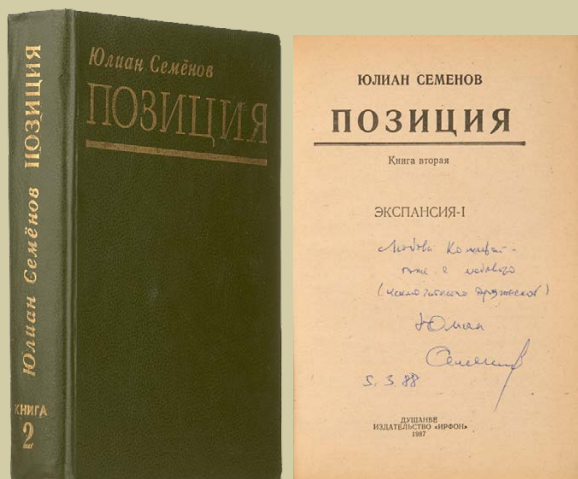 ПОЗИЦИЯ
Юлиан Семёнов
КНИГА
2
Юлиан Семёнов
ПОЗИЦИЯ
ЮЛИАН СЕМЕНОВ
ПОЗИЦИЯ
Книга вторая
ЭКСПАНСИЯ-I
с
Юлиан
Семенов
5. 3. 88
ДУШАНБЕ
ИЗДАТЕЛЬСТВО «ИРФОН»
1987